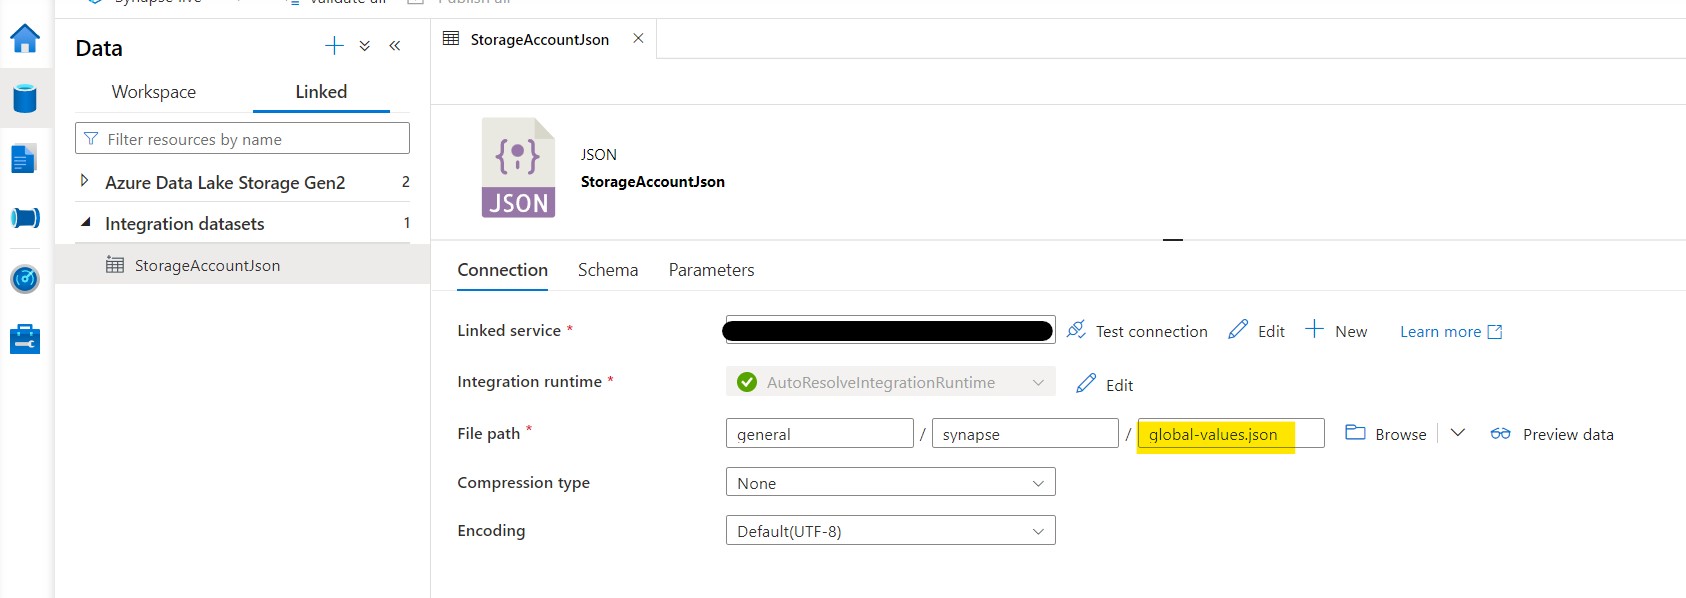 Synapse live
Validate all
Publish all
Data
StorageAccountJson
Workspace
Linked
Filter resources by name
Azure Data Lake Storage Gen2 2
Integration datasets 1
StorageAccountJson
{ }
JSON
JSON
StorageAccountJson
Connection Schema Parameters
Linked service * Test connection Edit New Learn more
Integration runtime * AutoResolveIntegrationRuntime Edit
File path * general / synapse / global-values.json Browse Preview data
Compression type None
Encoding Default(UTF-8)